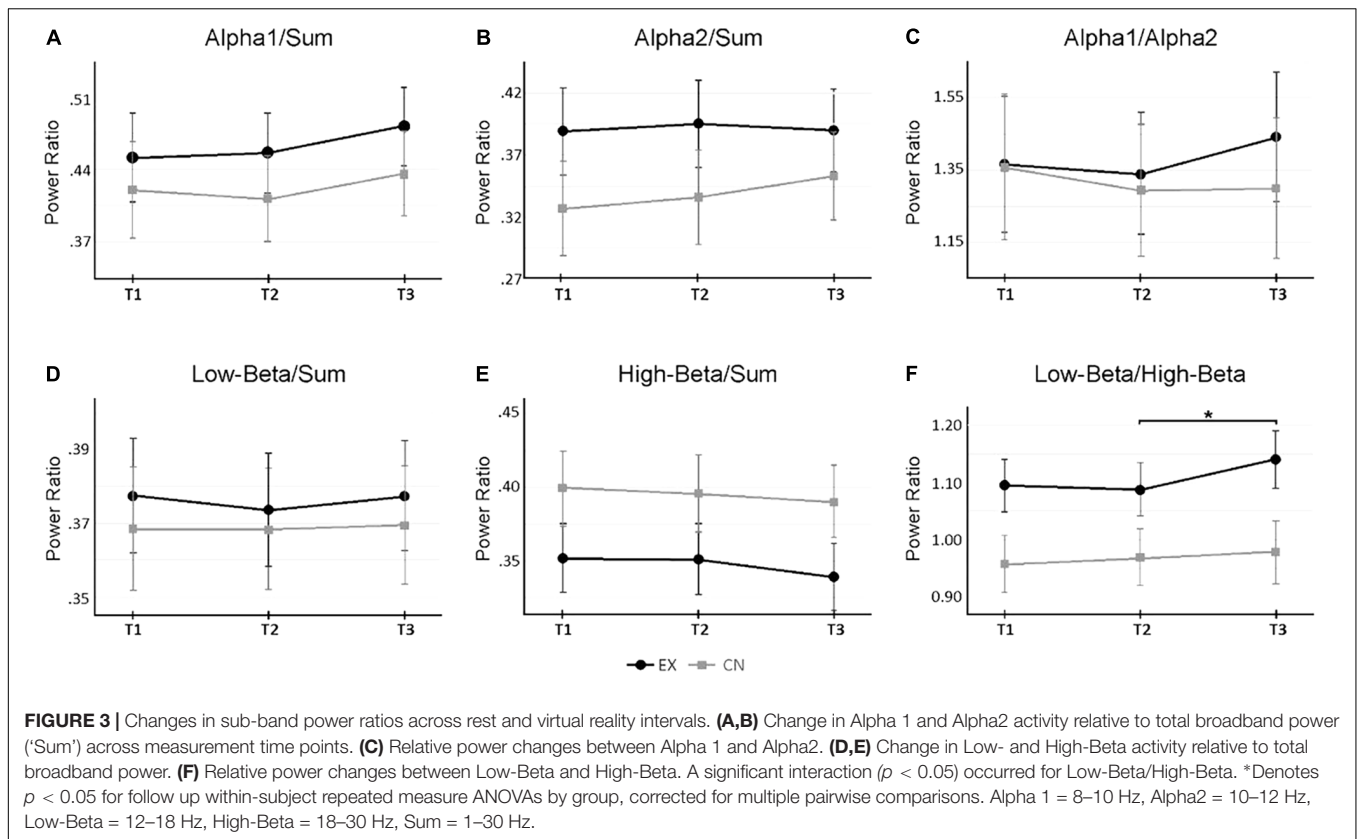 A Alpha1/Sum
Power Ratio
.51
.44
.37
T1 T2 T3
B Alpha2/Sum
.42
.37
.32
.27
T1 T2 T3
C Alpha1/Alpha2
Power Ratio
1.55
1.35
1.15
T1 T2 T3
D Low-Beta/Sum
Power Ratio
.39
.37
.35
T1 T2 T3
E High-Beta/Sum
Power Ratio
.45
.40
.35
T1 T2 T3
F Low-Beta/High-Beta
Power Ratio
1.20
1.10
1.00
0.90
*
T1 T2 T3
EX CN
FIGURE 3 | Changes in sub-band power ratios across rest and virtual reality intervals. (A,B) Change in Alpha 1 and Alpha2 activity relative to total broadband power
('Sum') across measurement time points. (C) Relative power changes between Alpha 1 and Alpha2. (D,E) Change in Low- and High-Beta activity relative to total
broadband power. (F) Relative power changes between Low-Beta and High-Beta. A significant interaction (p < 0.05) occurred for Low-Beta/High-Beta. *Denotes
p < 0.05 for follow up within-subject repeated measure ANOVAs by group, corrected for multiple pairwise comparisons. Alpha 1 = 8–10 Hz, Alpha2 = 10–12 Hz,
Low-Beta = 12–18 Hz, High-Beta = 18–30 Hz, Sum = 1–30 Hz.